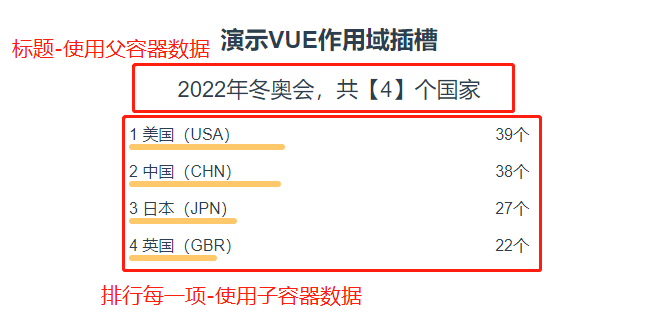 演示VUE作用域插槽
标题-使用父容器数据
2022年冬奥会，共【4】个国家
1 美国（USA） 39个
2 中国（CHN） 38个
3 日本（JPN） 27个
4 英国（GBR） 22个
排行每一项-使用子容器数据